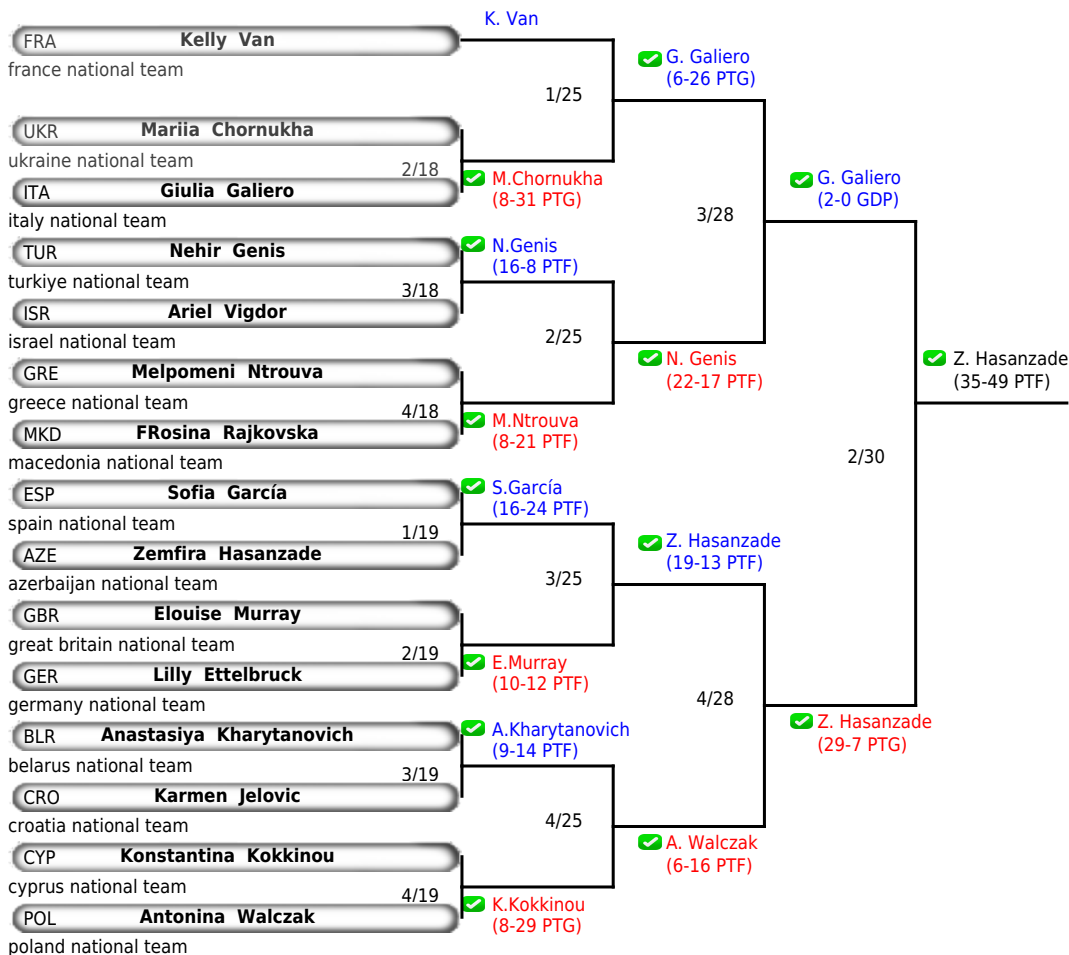 K. Van
FRA Kelly Van
france national team
G. Galiero
(6-26 PTG)
1/25
UKR Mariia Chornukha
ukraine national team
2/18
M.Chornukha
(8-31 PTG)
G. Galiero
(2-0 GDP)
ITA Giulia Galiero
italy national team
3/28
TUR Nehir Genis
turkiye national team
N.Genis
(16-8 PTF)
3/18
ISR Ariel Vigdor
israel national team
2/25
N. Genis
(22-17 PTF)
Z. Hasanzade
(35-49 PTF)
GRE Melpomeni Ntrouva
greece national team
4/18
M.Ntrouva
(8-21 PTF)
MKD FRosina Rajkovska
macedonia national team
2/30
ESP Sofia García
spain national team
S.García
(16-24 PTF)
1/19
AZE Zemfira Hasanzade
azerbaijan national team
Z. Hasanzade
(19-13 PTF)
3/25
GBR Elouise Murray
great britain national team
2/19
E.Murray
(10-12 PTF)
GER Lilly Ettelbruck
germany national team
4/28
Z. Hasanzade
(29-7 PTG)
BLR Anastasiya Kharytanovich
belarus national team
A.Kharytanovich
(9-14 PTF)
3/19
CRO Karmen Jelovic
croatia national team
4/25
A. Walczak
(6-16 PTF)
CYP Konstantina Kokkinou
cyprus national team
4/19
K.Kokkinou
(8-29 PTG)
POL Antonina Walczak
poland national team